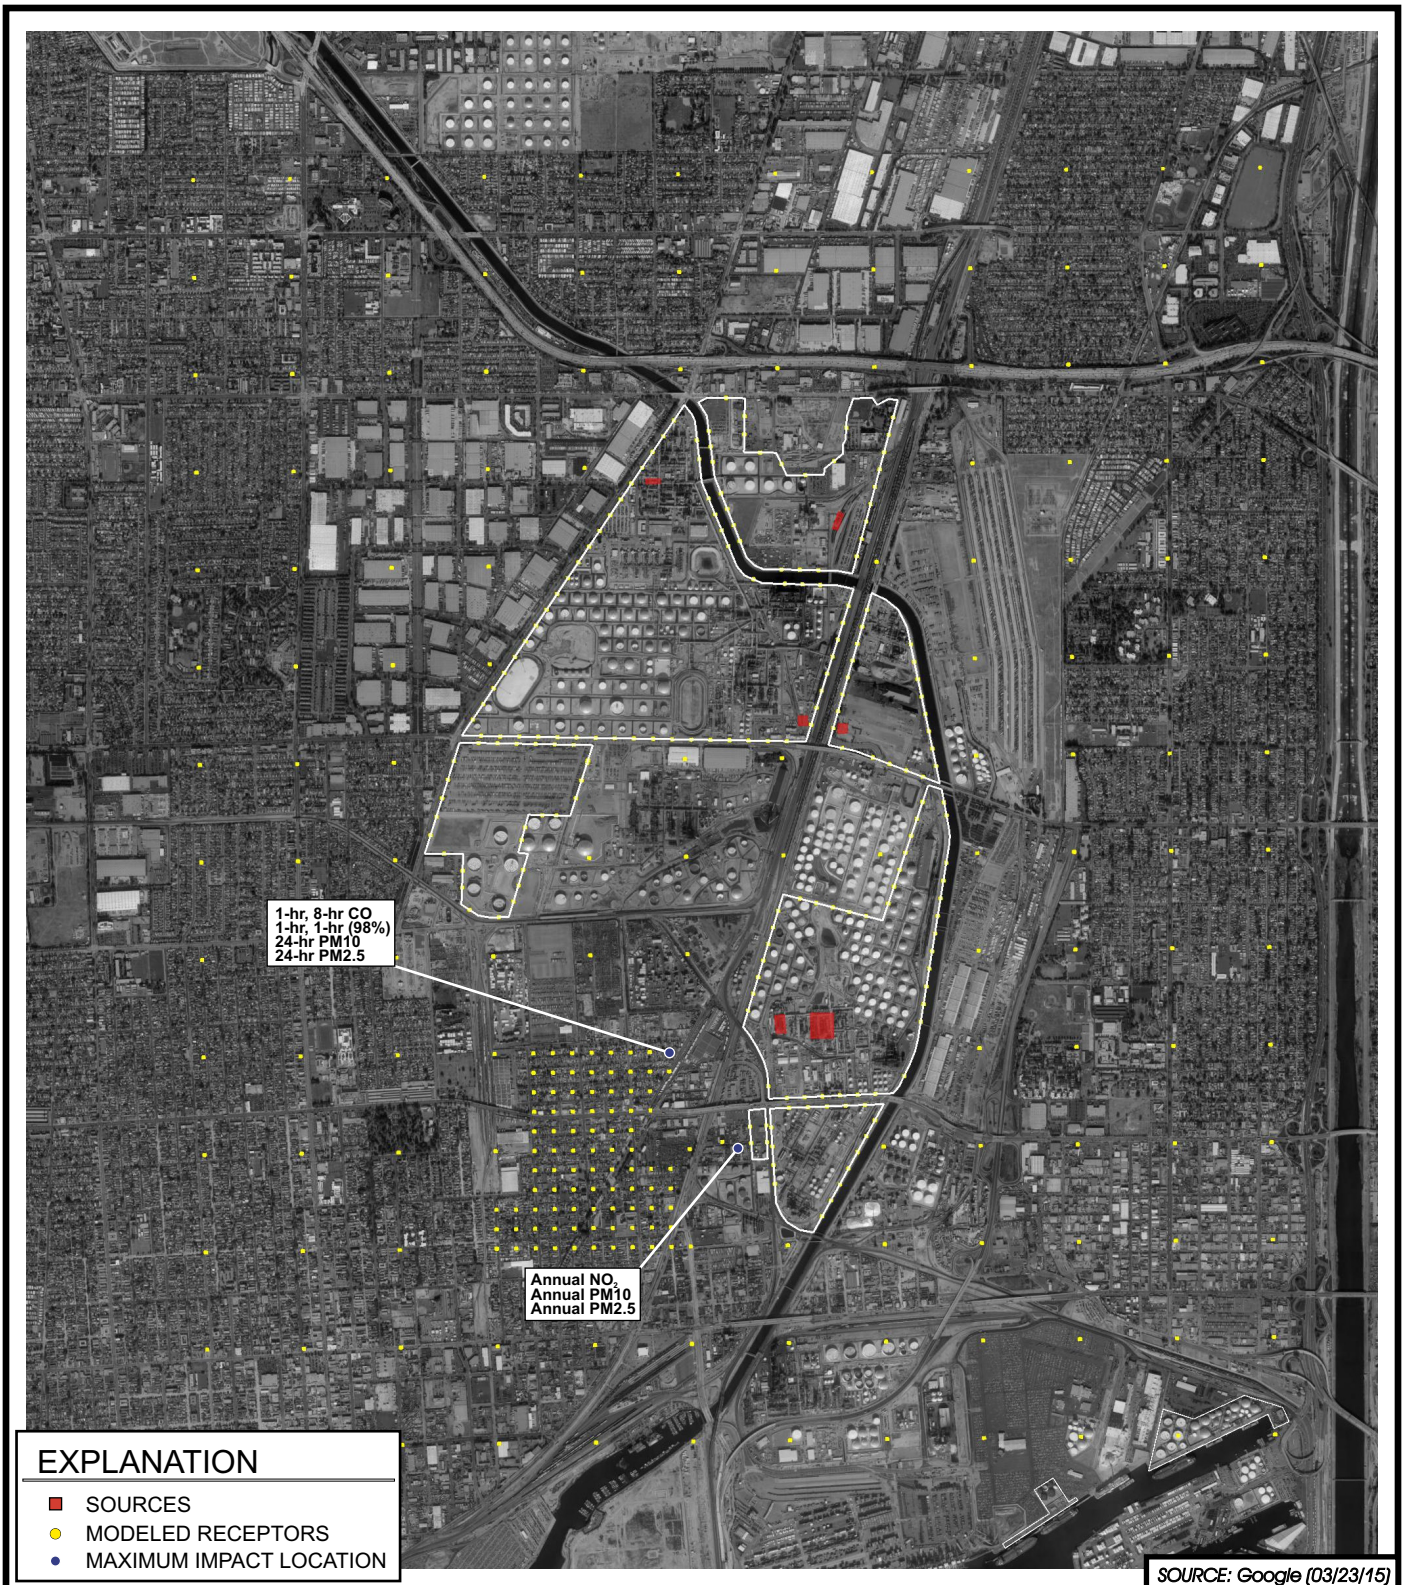 1-hr, 8-hr CO
1-hr, 1-hr (98%)
24-hr PM10
24-hr PM2.5
Annual NO₂
Annual PM10
Annual PM2.5
EXPLANATION
SOURCES
MODELED RECEPTORS
MAXIMUM IMPACT LOCATION
SOURCE: Google (03/23/15)